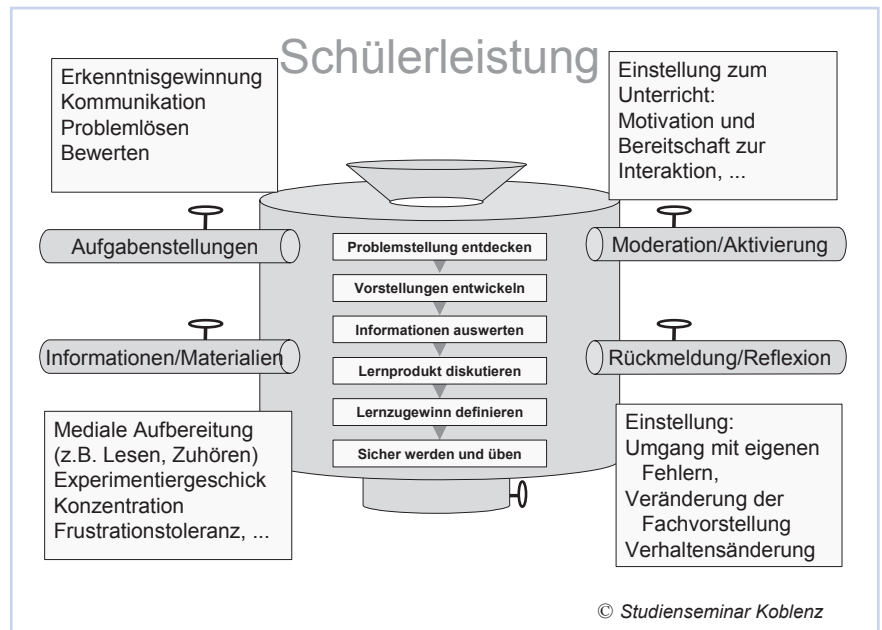 Schülerleistung
Erkenntnisgewinnung
Kommunikation
Problemlösen
Bewerten
Einstellung zum
Unterricht:
Motivation und
Bereitschaft zur
Interaktion, ...
Aufgabenstellungen
Moderation/Aktivierung
Informationen/Materialien
Rückmeldung/Reflexion
Problemstellung entdecken
Vorstellungen entwickeln
Informationen auswerten
Lernprodukt diskutieren
Lernzugewinn definieren
Sicher werden und üben
Mediale Aufbereitung
(z.B. Lesen, Zuhören)
Experimentiergeschick
Konzentration
Frustrationstoleranz, ...
Einstellung:
Umgang mit eigenen
Fehlern,
Veränderung der
Fachvorstellung
Verhaltensänderung
© Studienseminar Koblenz